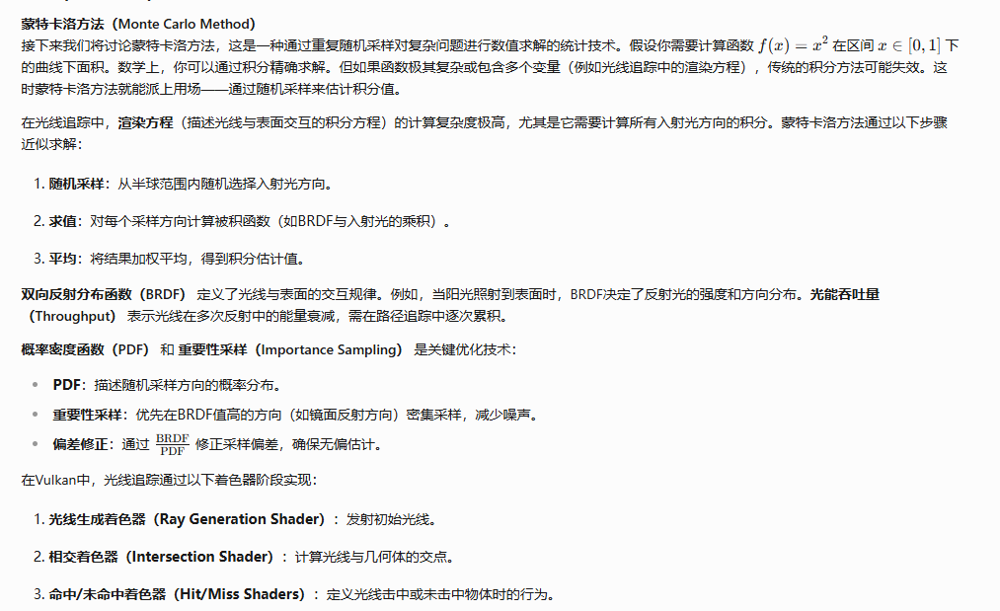 蒙特卡洛方法（Monte Carlo Method）
接下来我们将讨论蒙特卡洛方法，这是一种通过重复随机采样对复杂问题进行数值求解的统计技术。假设你需要计算函数 f(x) = x² 在区间 x ∈ [0, 1] 下
的曲线下面积。数学上，你可以通过积分精确求解。但如果函数极其复杂或包含多个变量（例如光线追踪中的渲染方程），传统的积分方法可能失效。这
时蒙特卡洛方法就能派上用场——通过随机采样来估计积分值。
在光线追踪中，渲染方程（描述光线与表面交互的积分方程）的计算复杂度极高，尤其是它需要计算所有入射光方向的积分。蒙特卡洛方法通过以下步骤
近似求解：
1. 随机采样：从半球范围内随机选择入射光方向。
2. 求值：对每个采样方向计算被积函数（如BRDF与入射光的乘积）。
3. 平均：将结果加权平均，得到积分估计值。
双向反射分布函数（BRDF） 定义了光线与表面的交互规律。例如，当阳光照射到表面时，BRDF决定了反射光的强度和方向分布。光能吞吐量
（Throughput） 表示光线在多次反射中的能量衰减，需在路径追踪中逐次累积。
概率密度函数（PDF） 和 重要性采样（Importance Sampling） 是关键优化技术：
• PDF：描述随机采样方向的概率分布。
• 重要性采样：优先在BRDF值高的方向（如镜面反射方向）密集采样，减少噪声。
• 偏差修正：通过 BRDF/PDF 修正采样偏差，确保无偏估计。
在Vulkan中，光线追踪通过以下着色器阶段实现：
1. 光线生成着色器（Ray Generation Shader）：发射初始光线。
2. 相交着色器（Intersection Shader）：计算光线与几何体的交点。
3. 命中/未命中着色器（Hit/Miss Shaders）：定义光线击中或未击中物体时的行为。